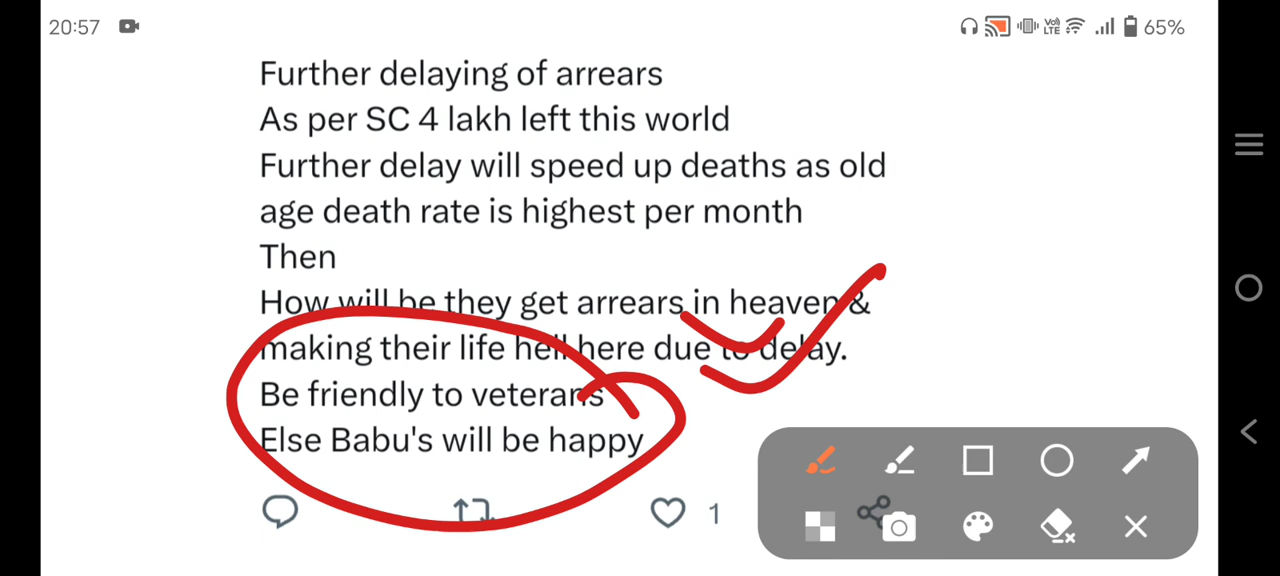 20:57 Vo) LTE 65%
Further delaying of arrears
As per SC 4 lakh left this world
Further delay will speed up deaths as old
age death rate is highest per month
Then
How will be they get arrears in heaven &
making their life hell here due to delay.
Be friendly to veterans
Else Babu's will be happy
1